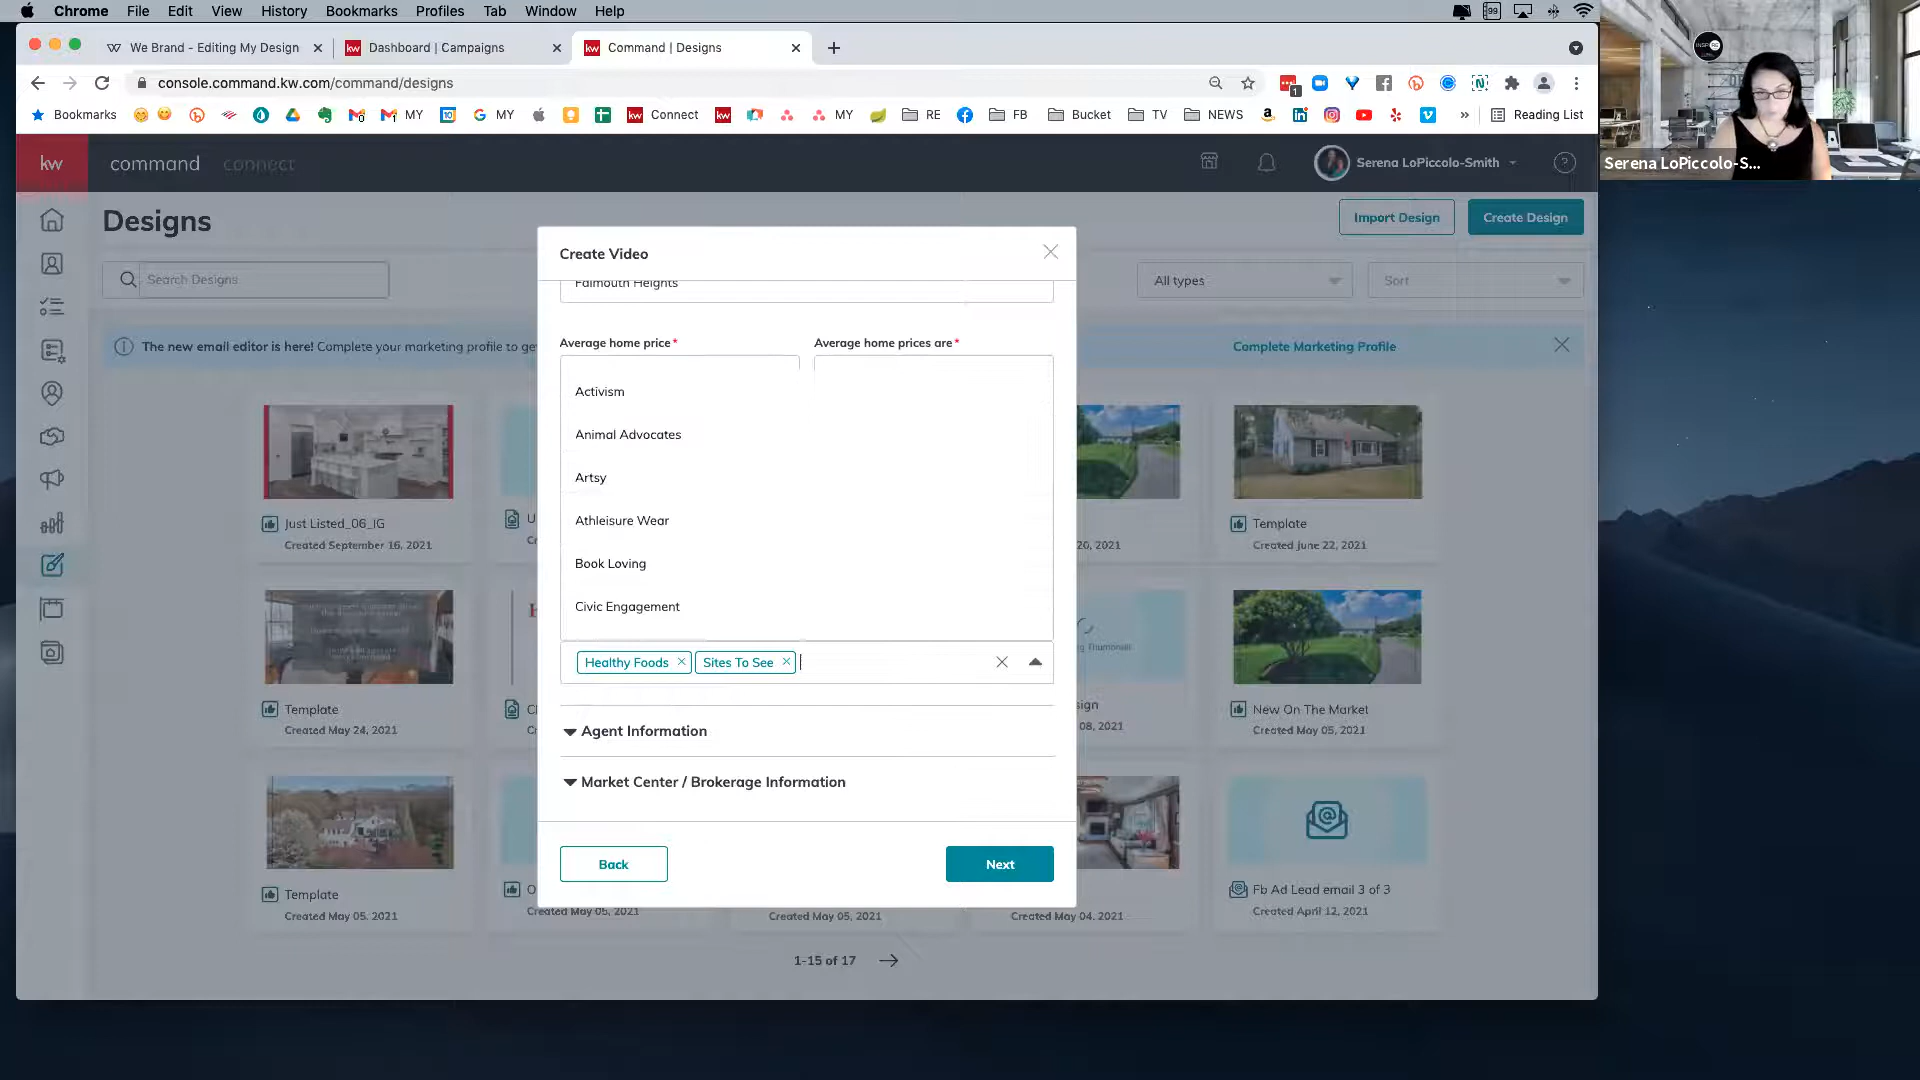 Chrome File Edit View History Bookmarks Profiles Tab Window Help
We Brand - Editing My Design
Dashboard | Campaigns
Command | Designs
console.command.kw.com/command/designs
Bookmarks
MY
MY
Connect
MY
RE
FB
Bucket
TV
NEWS
Reading List
kw
command connect
Serena LoPiccolo-Smith
Serena LoPiccolo-S...
Designs
Import Design
Create Design
Search Designs
All types
Sort
The new email editor is here! Complete your marketing profile to ge
Complete Marketing Profile
Create Video
Falmouth Heights
Average home price*
Average home prices are*
Activism
Animal Advocates
Artsy
Athleisure Wear
Book Loving
Civic Engagement
Healthy Foods
Sites To See
Agent Information
Market Center / Brokerage Information
Back
Next
Just Listed_06_IG
Created September 16, 2021
20, 2021
Template
Created June 22, 2021
Template
Created May 24, 2021
sign
08, 2021
New On The Market
Created May 05, 2021
Template
Created May 05, 2021
Created May 05, 2021
Created May 05, 2021
Created May 04, 2021
Fb Ad Lead email 3 of 3
Created April 12, 2021
1-15 of 17